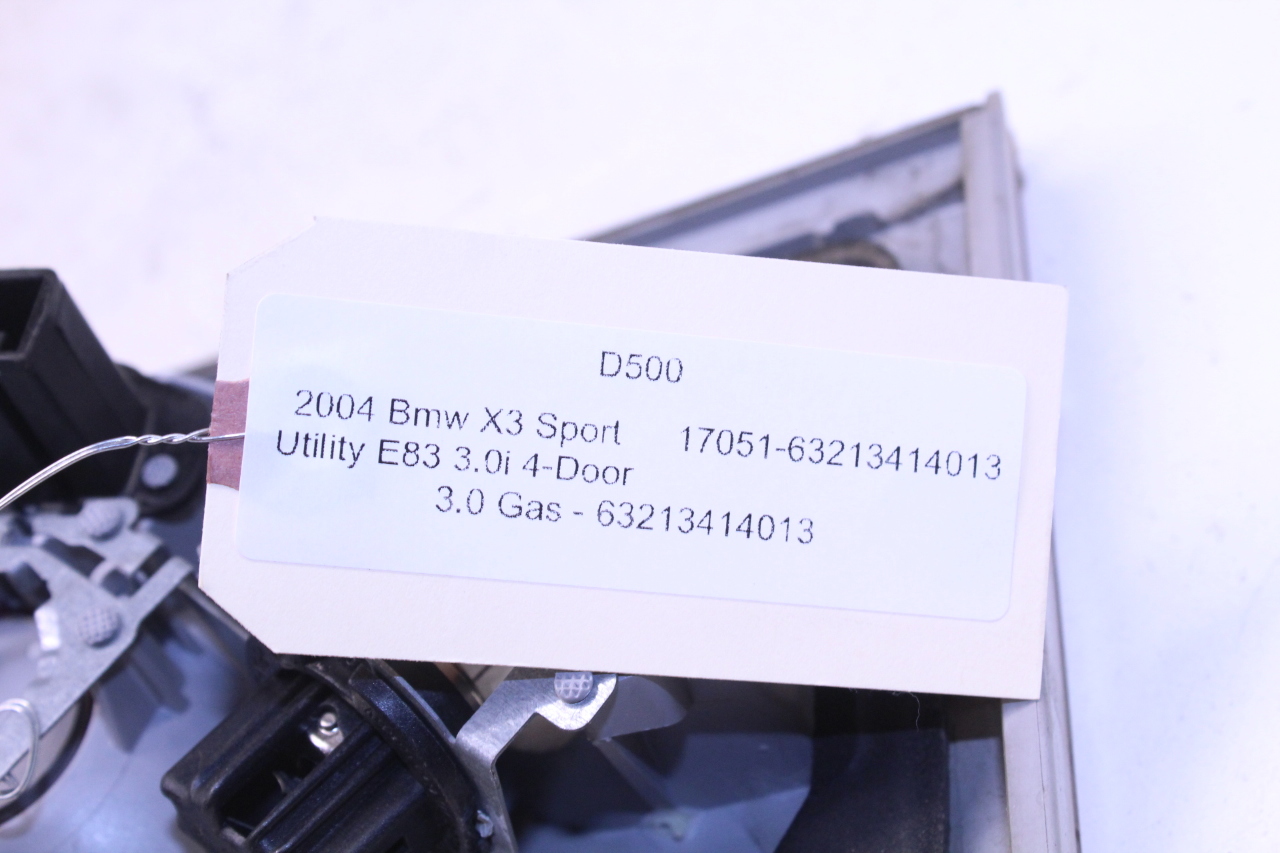 D500
2004 Bmw X3 Sport 17051-63213414013
Utility E83 3.0i 4-Door
3.0 Gas - 63213414013